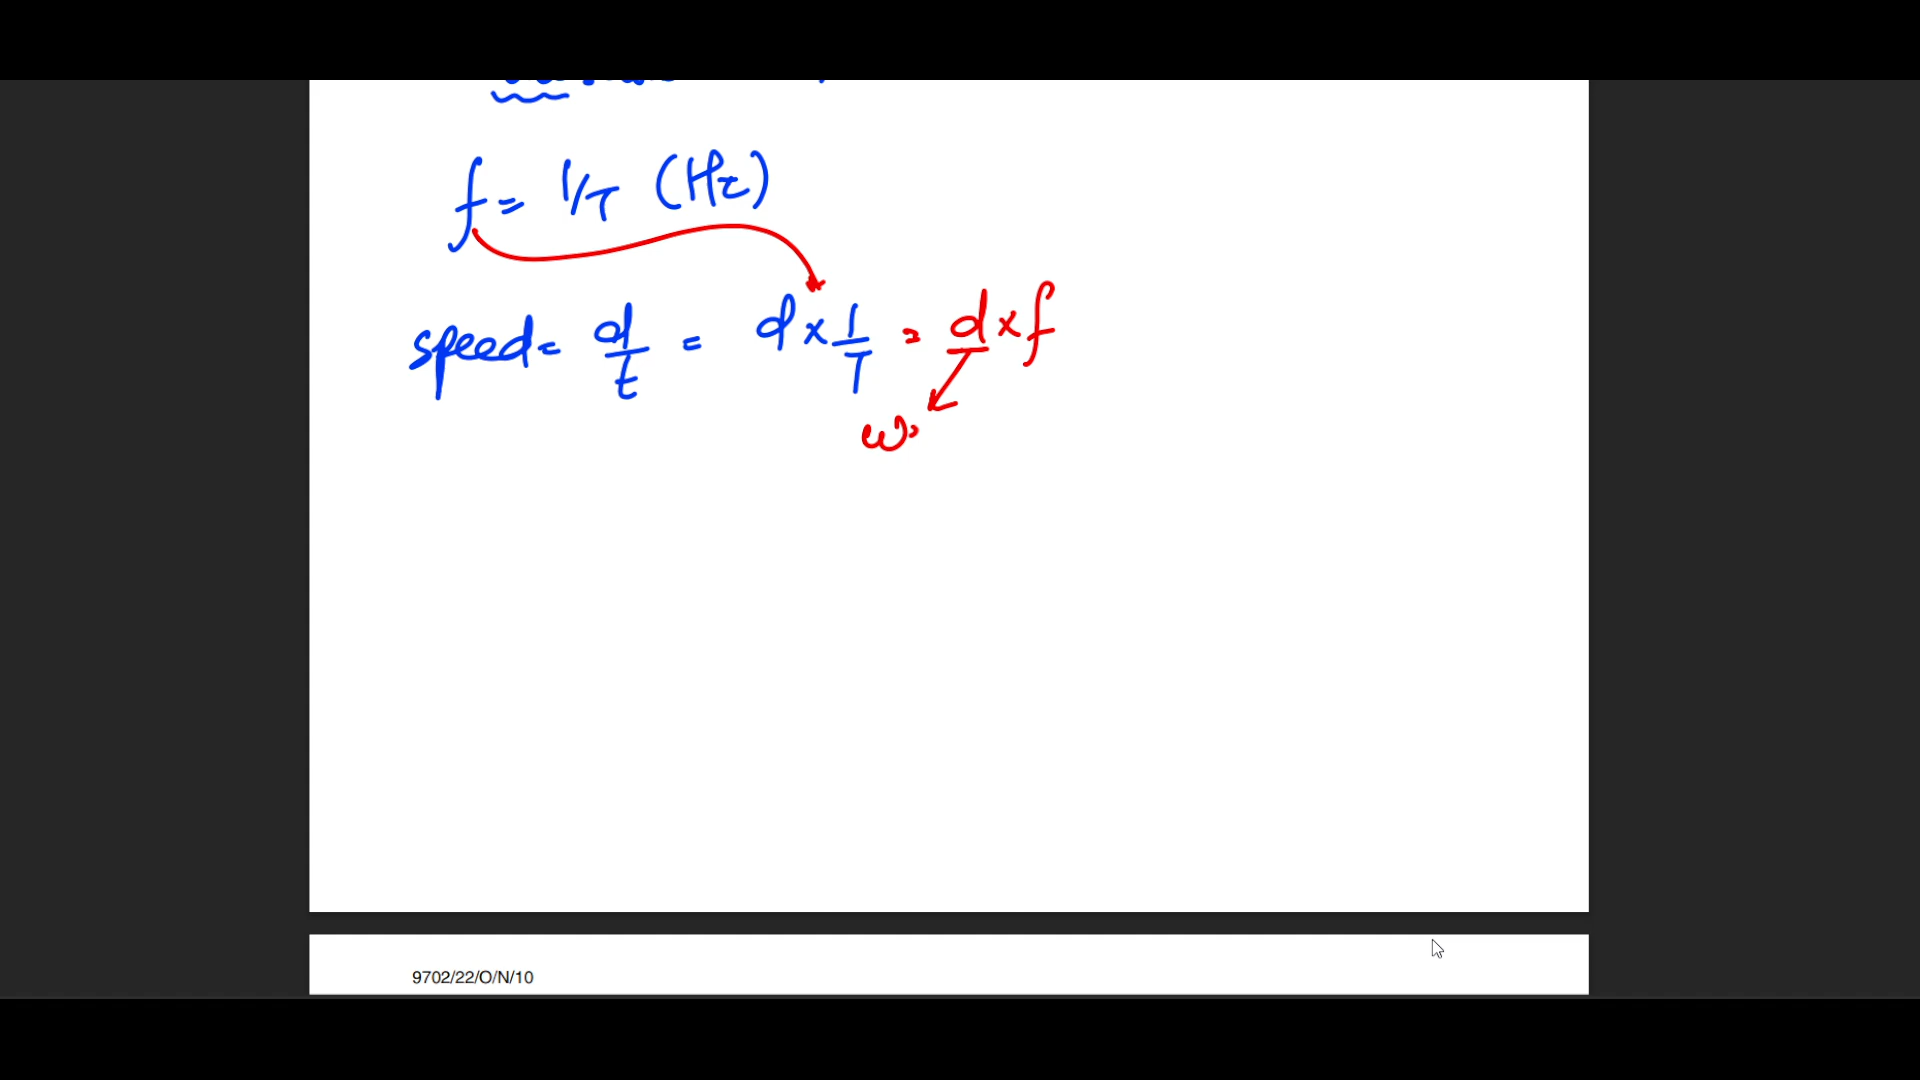 f = 1/T (Hz)
speed = d/t = d × 1/T = d × f
w
9702/22/O/N/10